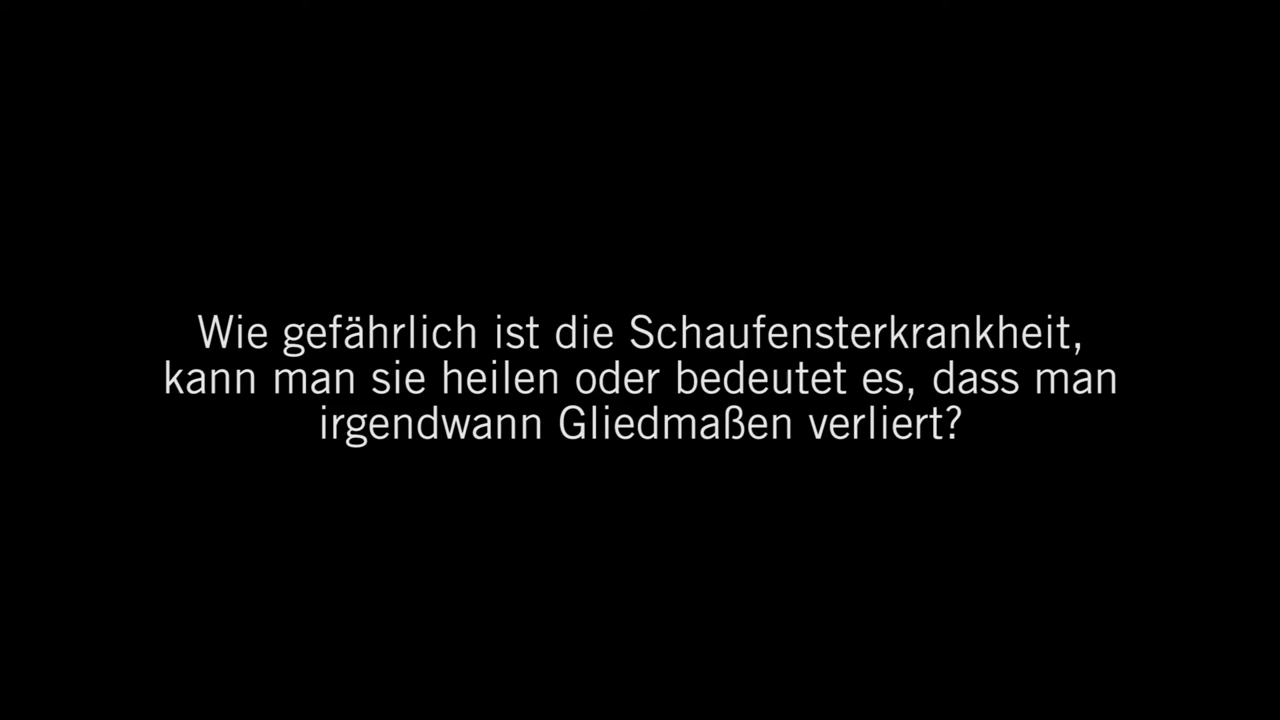 Wie gefährlich ist die Schaufensterkrankheit,
kann man sie heilen oder bedeutet es, dass man
irgendwann Gliedmaßen verliert?